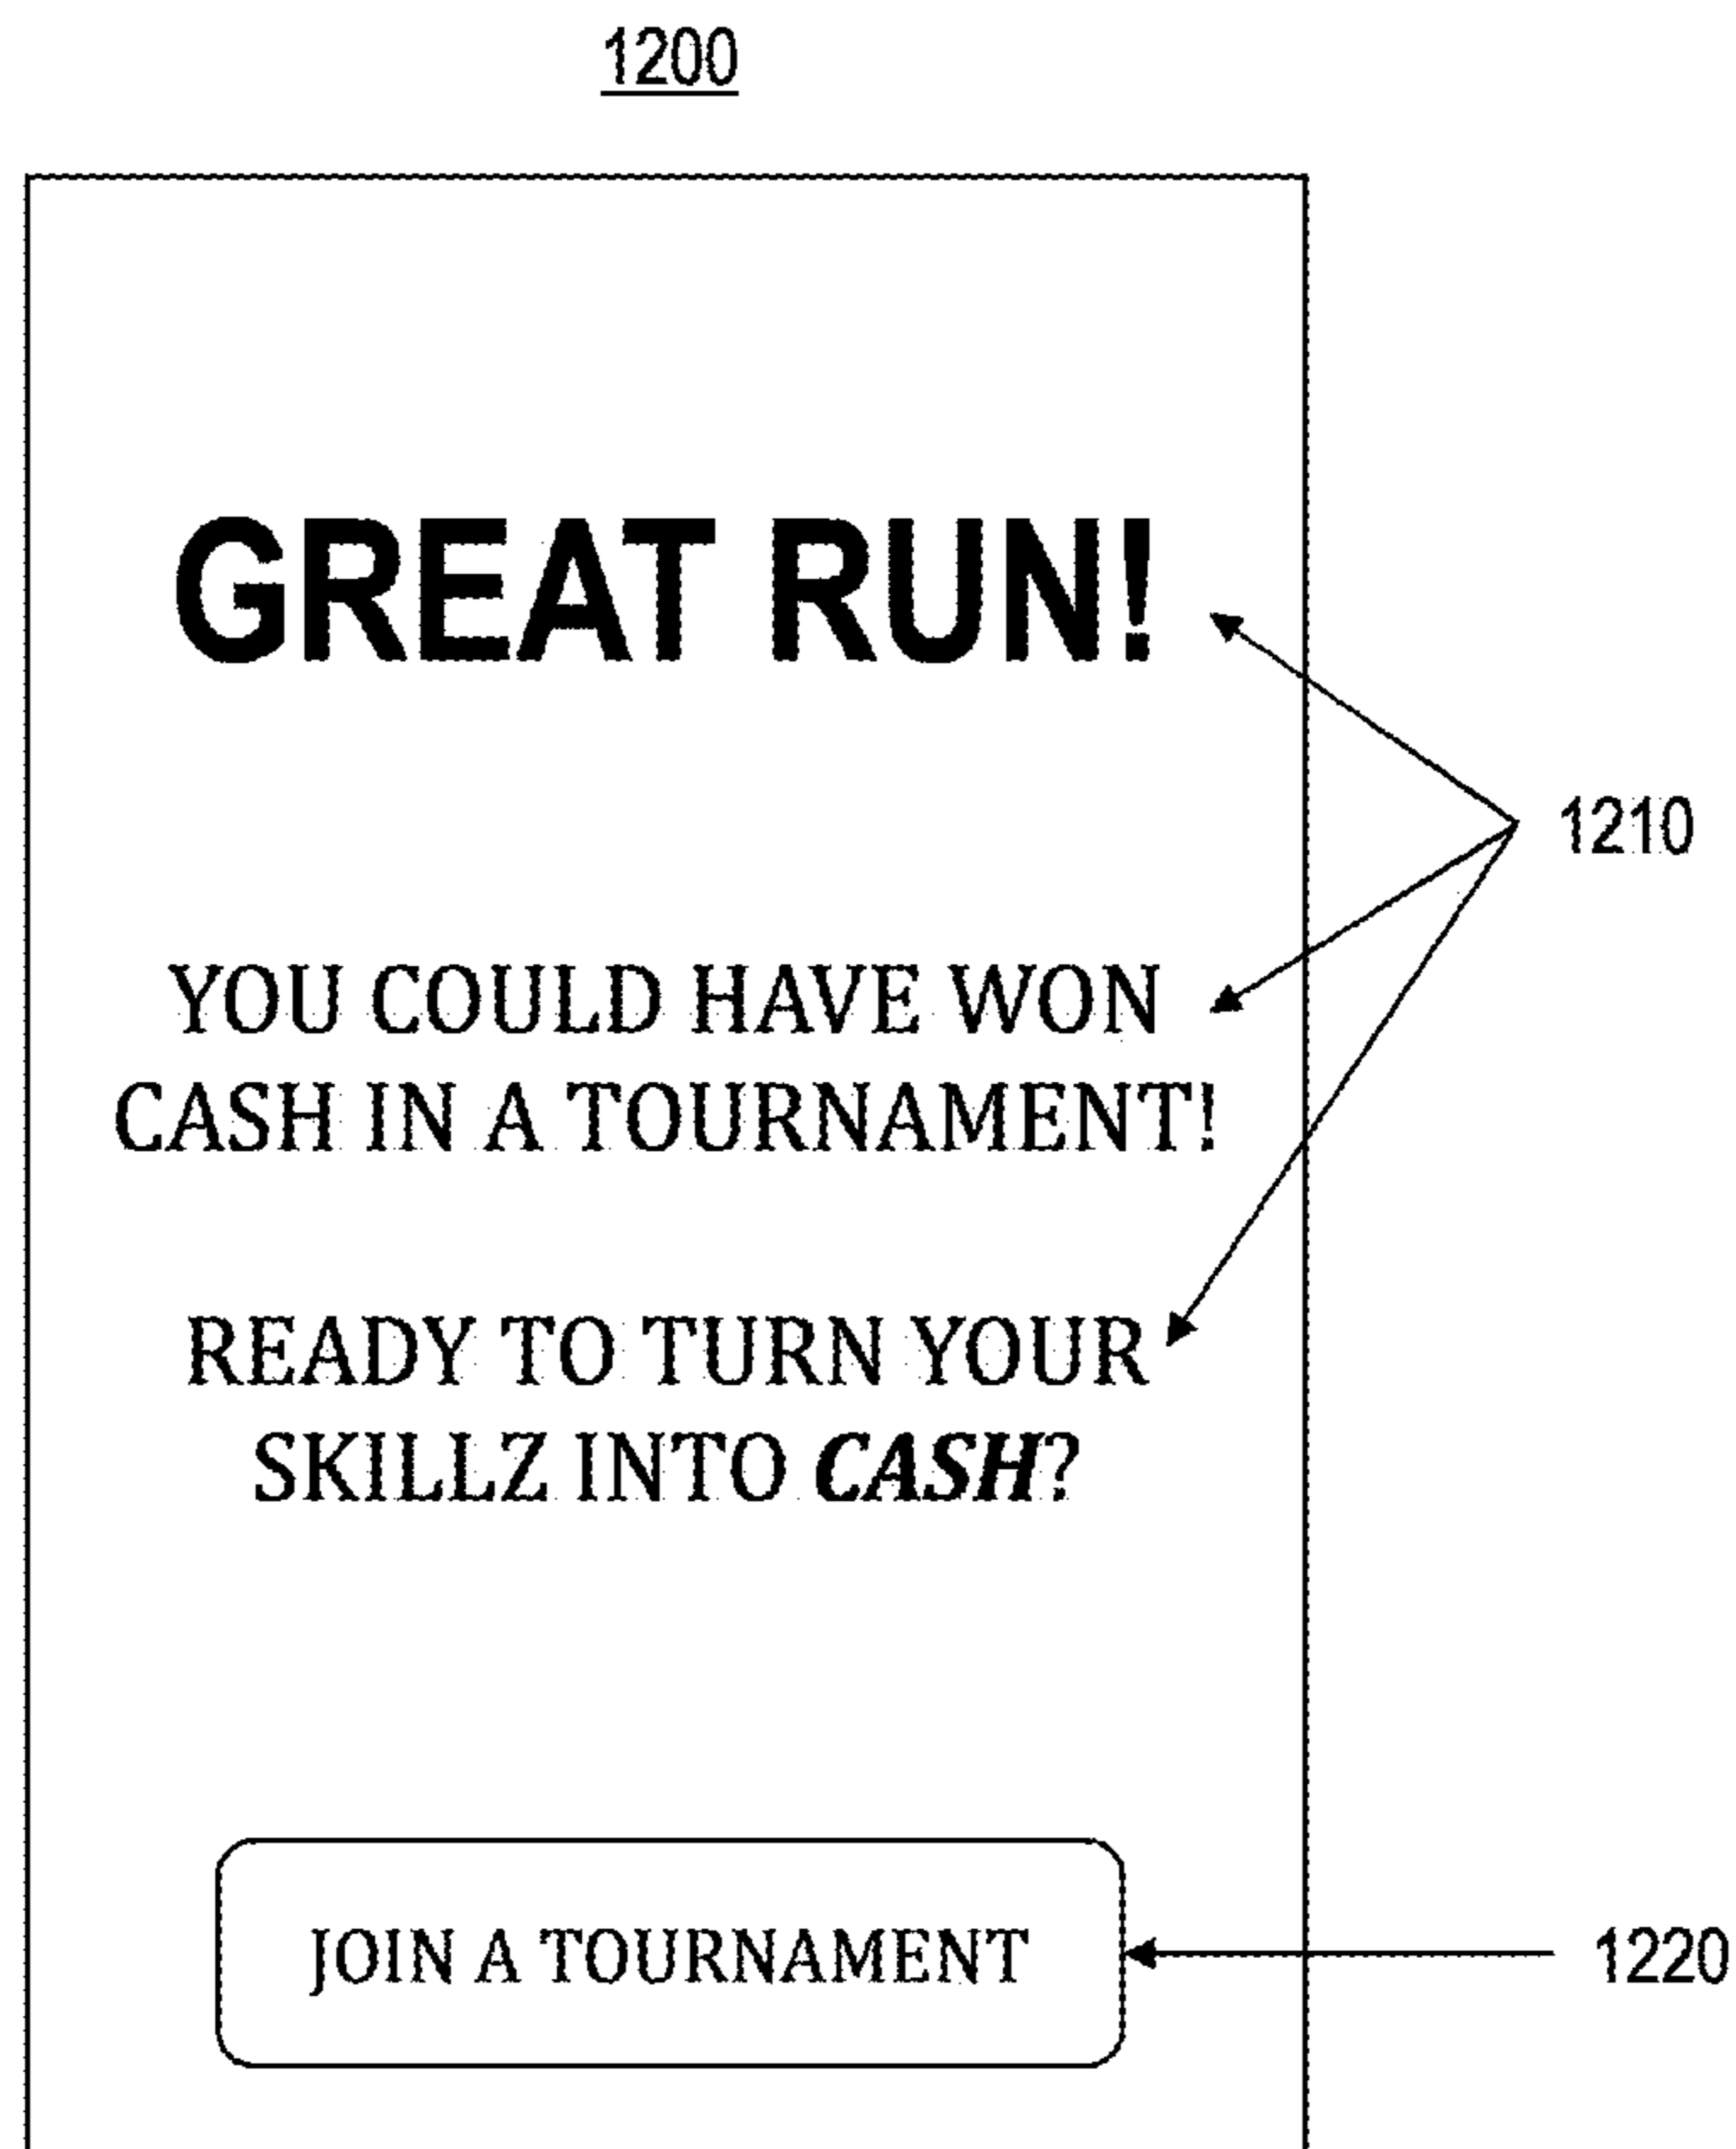 1200
GREAT RUN!
1210
YOU COULD HAVE WON
CASH IN A TOURNAMENT!
READY TO TURN YOUR
SKILLZ INTO CASH?
JOIN A TOURNAMENT
1220